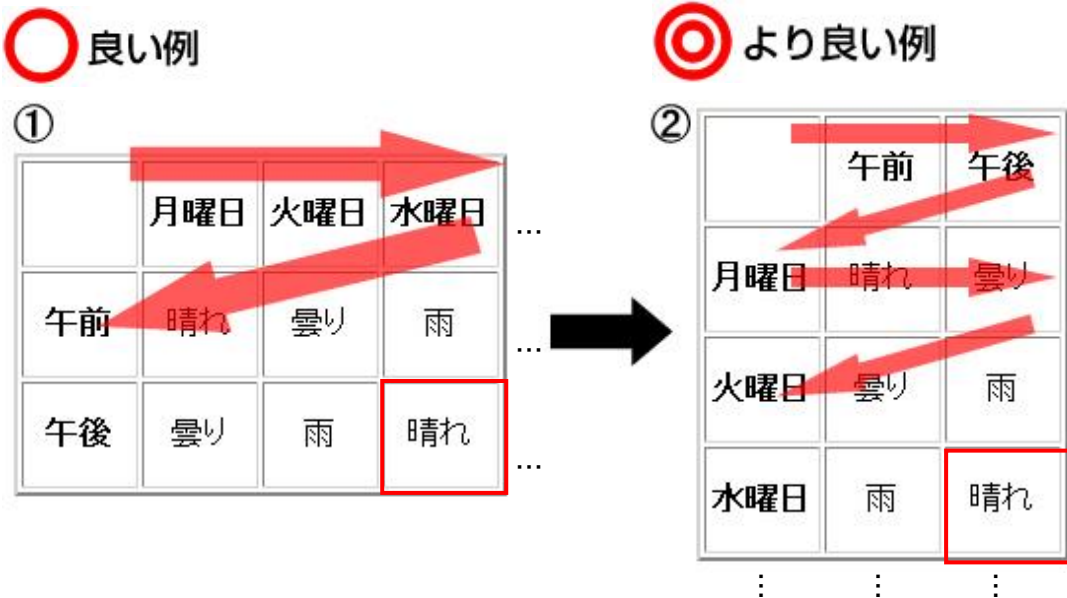 良い例
①
月曜日 火曜日 水曜日 …
午前 晴れ 曇り 雨 …
午後 曇り 雨 晴れ …
より良い例
②
午前 午後
月曜日 晴れ 曇り
火曜日 曇り 雨
水曜日 雨 晴れ
⋮ ⋮ ⋮